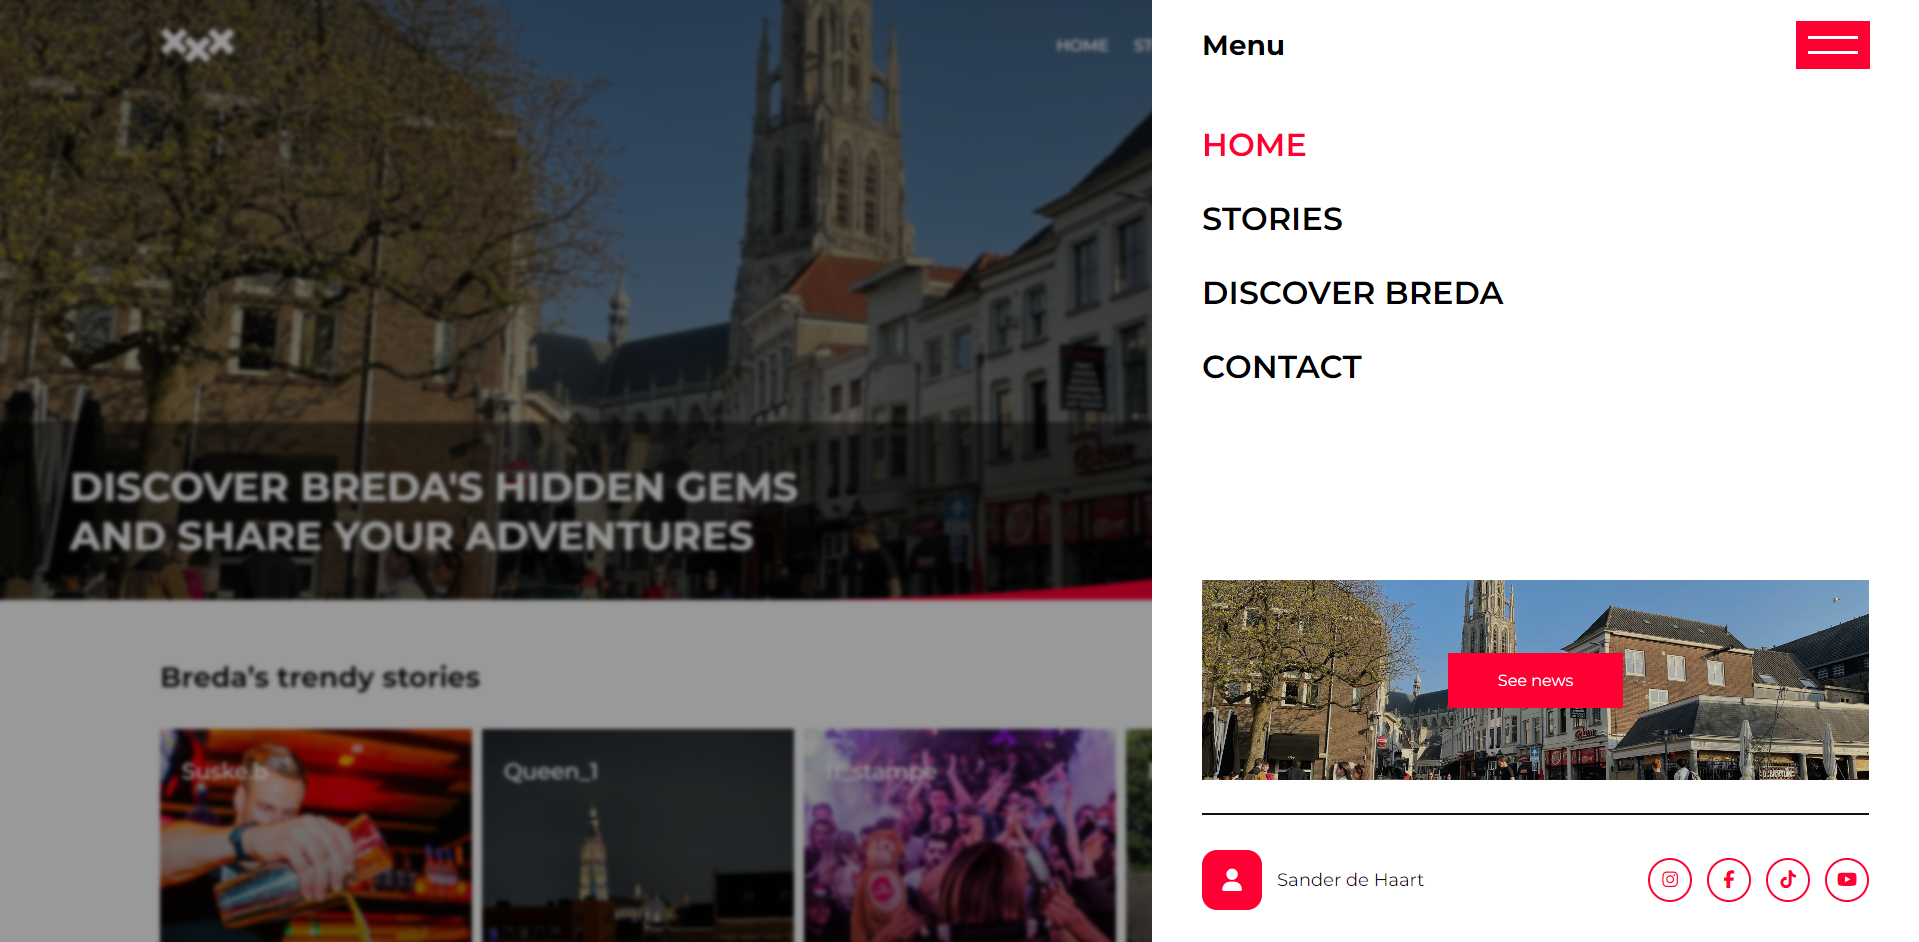 HOME ST
DISCOVER BREDA'S HIDDEN GEMS
AND SHARE YOUR ADVENTURES
Breda's trendy stories
Suske.b
Queen_1
Menu
HOME
STORIES
DISCOVER BREDA
CONTACT
See news
Sander de Haart